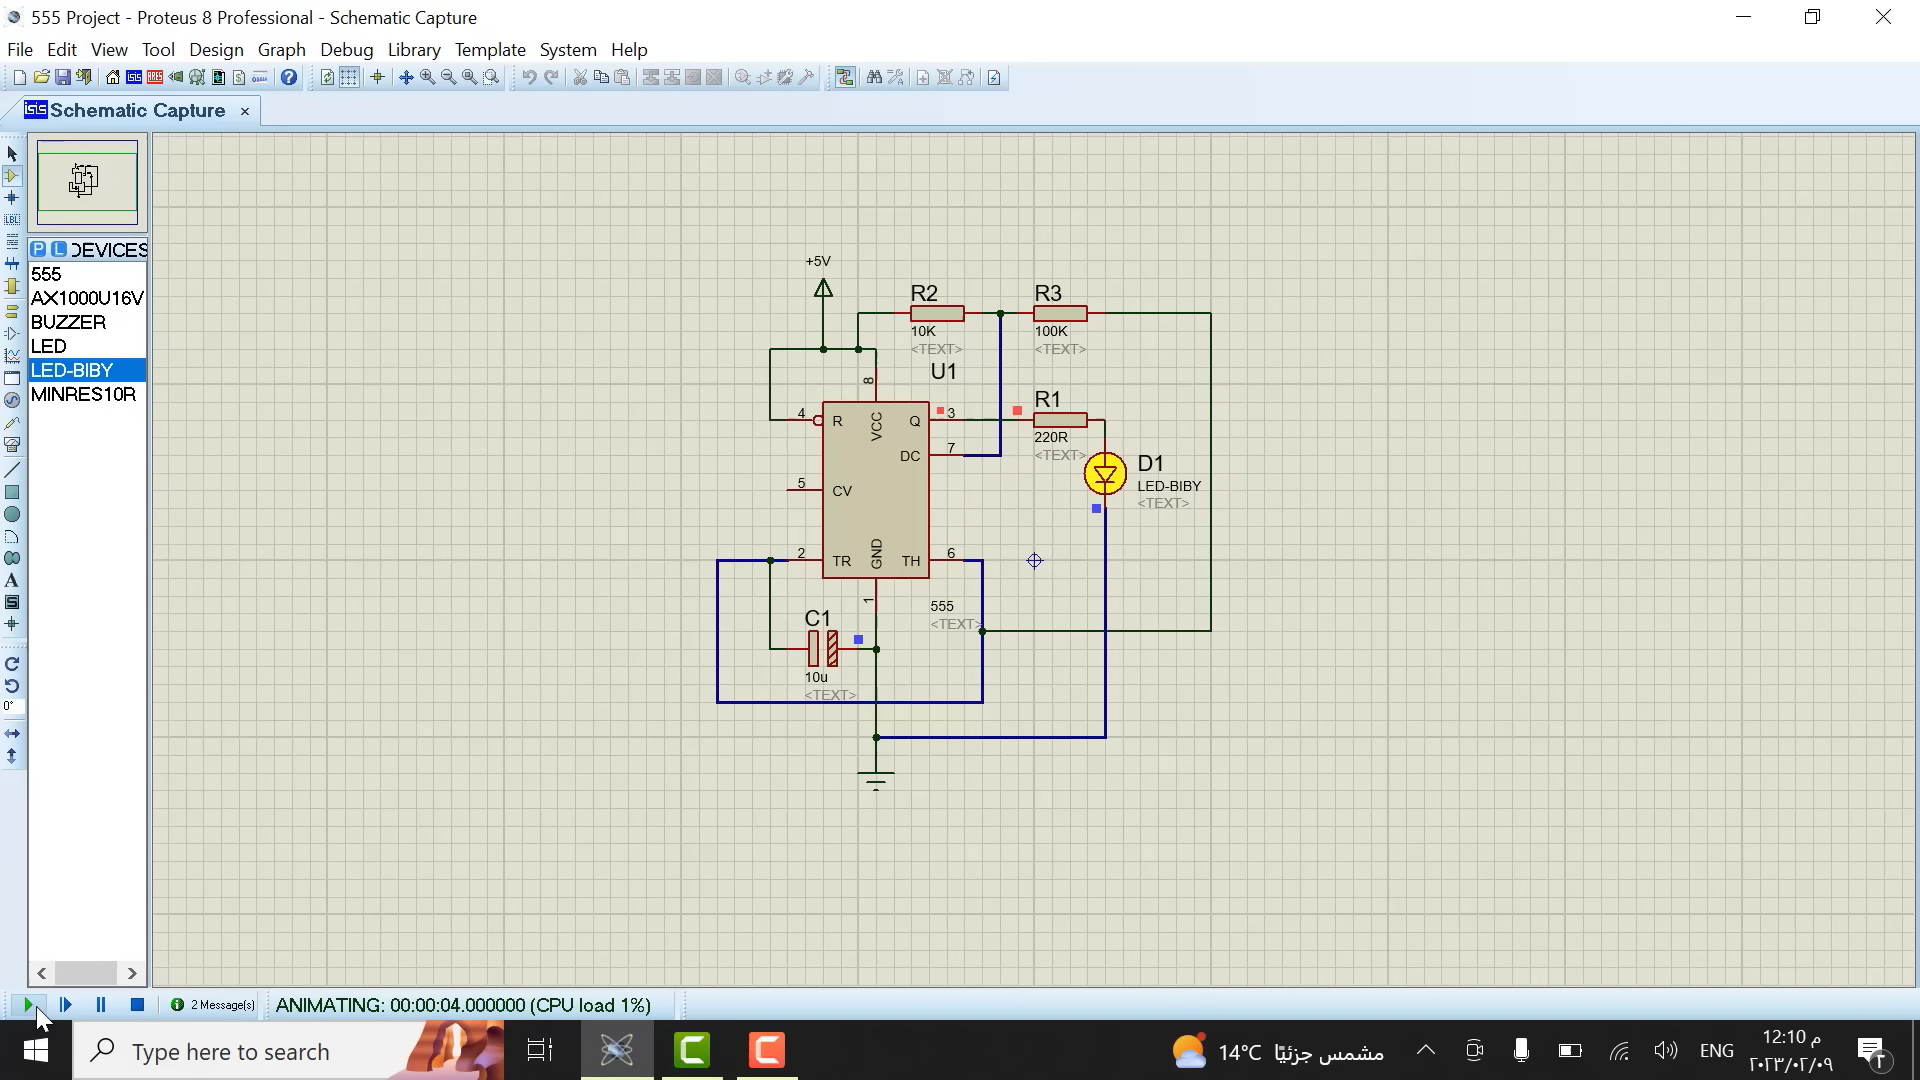 555 Project - Proteus 8 Professional - Schematic Capture
File Edit View Tool Design Graph Debug Library Template System Help
Schematic Capture
P L DEVICES
555
AX1000U16V
BUZZER
LED
LED-BIBY
MINRES10R
LBL
A
S
0°
+5V
R2
10K
<TEXT>
R3
100K
<TEXT>
U1
8
VCC
4
R
Q
3
R1
220R
<TEXT>
DC
7
D1
LED-BIBY
<TEXT>
5
CV
2
TR
GND
TH
6
1
555
<TEXT>
C1
10u
<TEXT>
2 Message(s)
ANIMATING: 00:00:04.000000 (CPU load 1%)
Type here to search
14°C مشمس جزئيًا
ENG
12:10 م
٢٠٢٣/٠٢/٠٩
٢